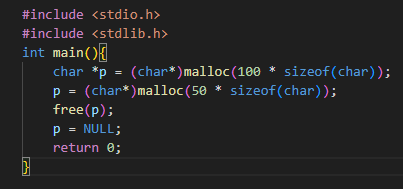 #include <stdio.h>
#include <stdlib.h>
int main(){
    char *p = (char*)malloc(100 * sizeof(char));
    p = (char*)malloc(50 * sizeof(char));
    free(p);
    p = NULL;
    return 0;
}